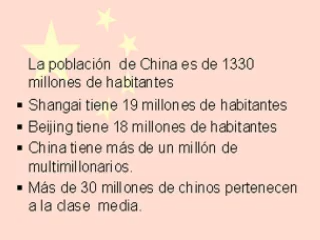 La población de China es de 1330
millones de habitantes
▪ Shangai tiene 19 millones de habitantes
▪ Beijing tiene 18 millones de habitantes
▪ China tiene más de un millón de
multimillonarios.
▪ Más de 30 millones de chinos pertenecen
a la clase media.